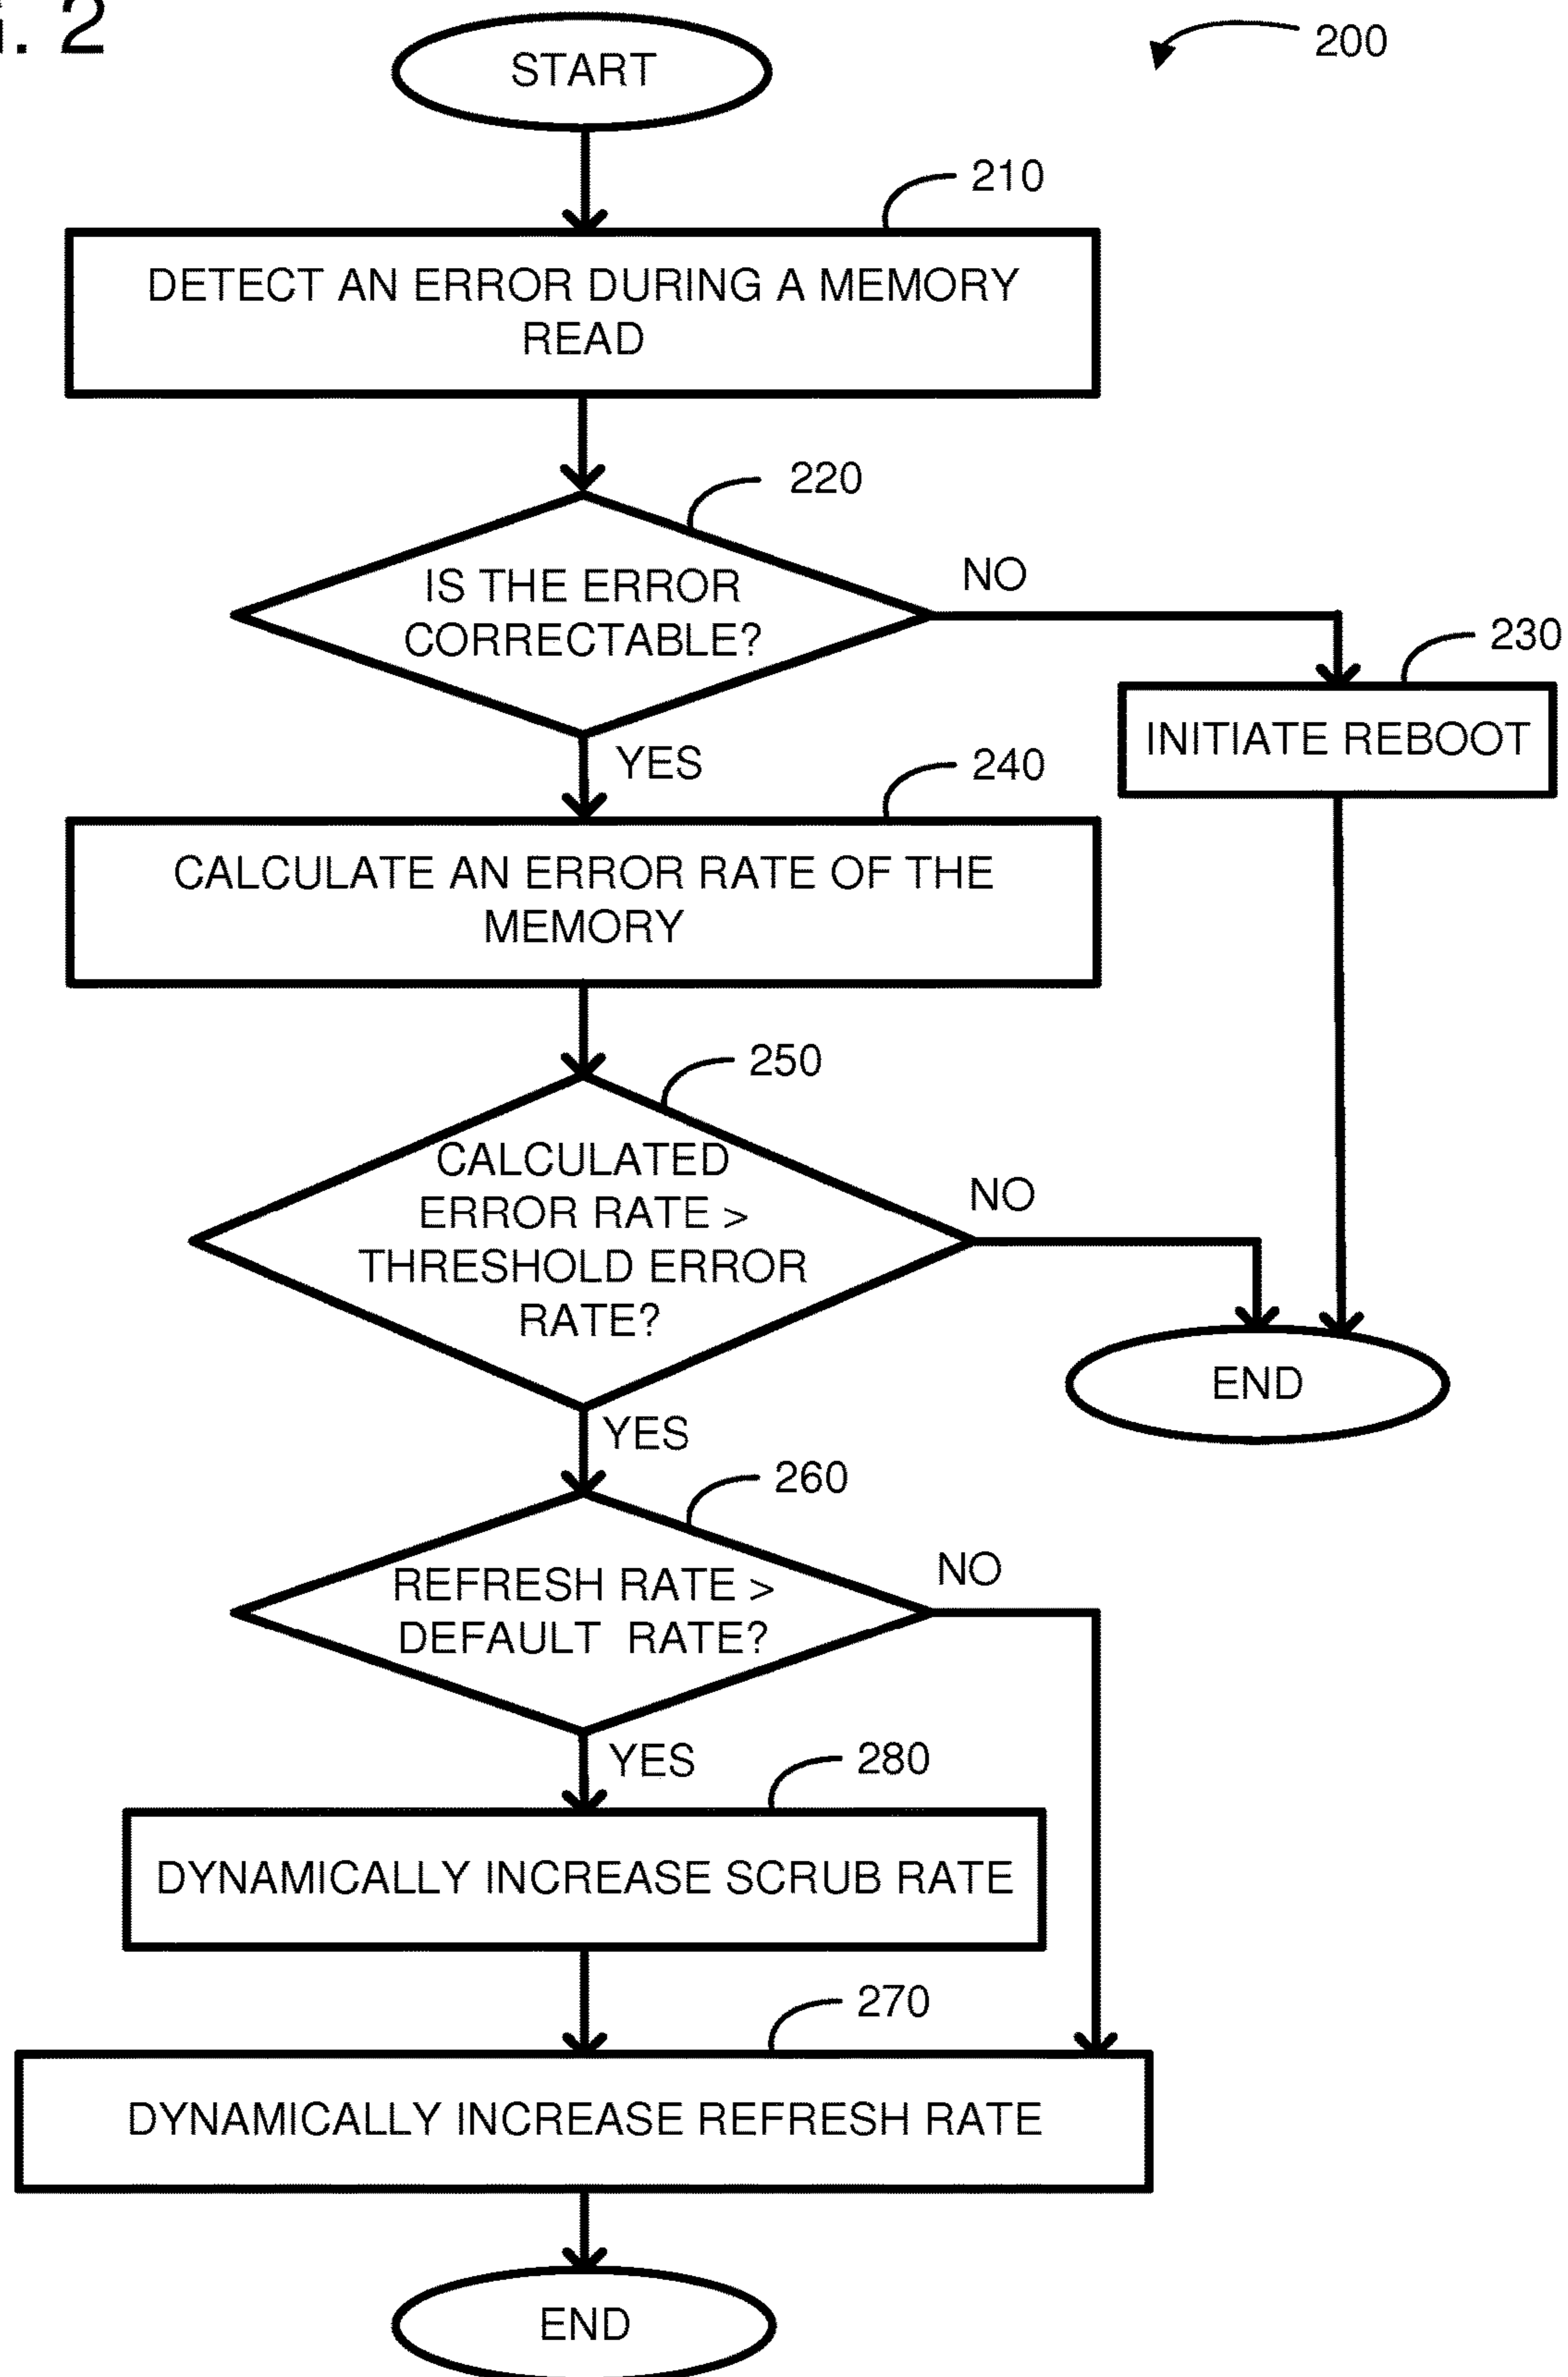 . 2
200
START
210
DETECT AN ERROR DURING A MEMORY
READ
220
IS THE ERROR
CORRECTABLE?
NO
230
INITIATE REBOOT
YES
240
CALCULATE AN ERROR RATE OF THE
MEMORY
250
CALCULATED
ERROR RATE >
THRESHOLD ERROR
RATE?
NO
END
YES
260
REFRESH RATE >
DEFAULT RATE?
NO
YES
280
DYNAMICALLY INCREASE SCRUB RATE
270
DYNAMICALLY INCREASE REFRESH RATE
END